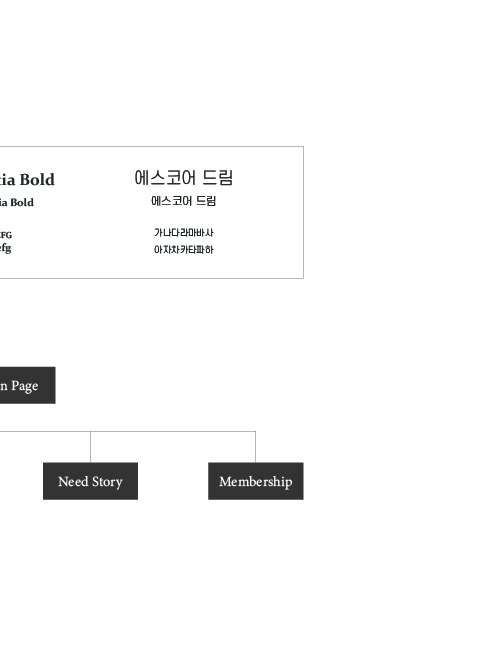 tia Bold
ia Bold
EFG
efg
에스코어 드림
에스코어 드림
가나다라마바사
아자차카타파하
n Page
Need Story
Membership